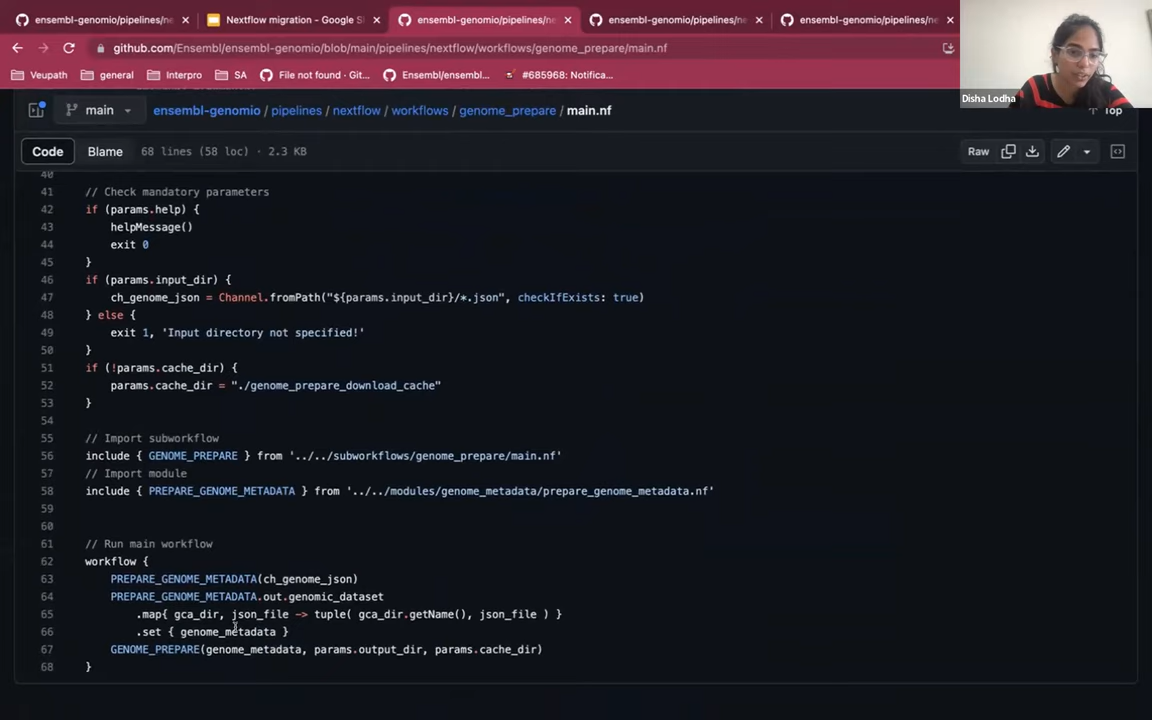 ensembl-genomio/pipelines/ne
Nextflow migration - Google S
ensembl-genomio/pipelines/ne
ensembl-genomio/pipelines/ne
ensembl-genomio/pipelines/ne
github.com/Ensembl/ensembl-genomio/blob/main/pipelines/nextflow/workflows/genome_prepare/main.nf
Veupath general Interpro SA File not found · Git... Ensembl/ensembl... #685968: Notifica...
Disha Lodha
main ensembl-genomio / pipelines / nextflow / workflows / genome_prepare / main.nf Top
Code Blame 68 lines (58 loc) · 2.3 KB Raw
40
41 // Check mandatory parameters
42 if (params.help) {
43 helpMessage()
44 exit 0
45 }
46 if (params.input_dir) {
47 ch_genome_json = Channel.fromPath("${params.input_dir}/*.json", checkIfExists: true)
48 } else {
49 exit 1, 'Input directory not specified!'
50 }
51 if (!params.cache_dir) {
52 params.cache_dir = "./genome_prepare_download_cache"
53 }
54
55 // Import subworkflow
56 include { GENOME_PREPARE } from '../../subworkflows/genome_prepare/main.nf'
57 // Import module
58 include { PREPARE_GENOME_METADATA } from '../../modules/genome_metadata/prepare_genome_metadata.nf'
59
60
61 // Run main workflow
62 workflow {
63 PREPARE_GENOME_METADATA(ch_genome_json)
64 PREPARE_GENOME_METADATA.out.genomic_dataset
65 .map{ gca_dir, json_file -> tuple( gca_dir.getName(), json_file ) }
66 .set { genome_metadata }
67 GENOME_PREPARE(genome_metadata, params.output_dir, params.cache_dir)
68 }